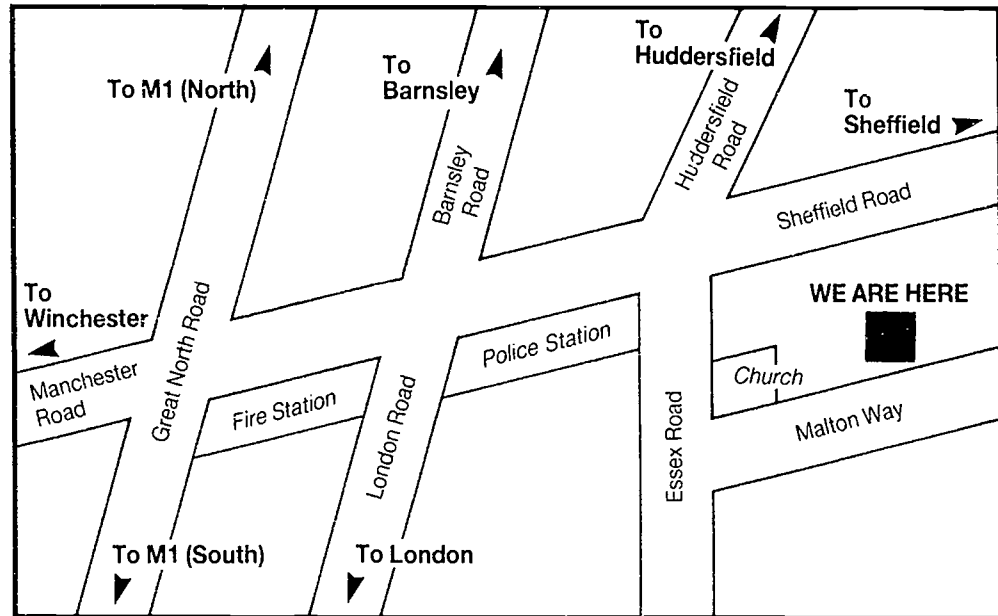 To
Huddersfield
To M1 (North)
To
Barnsley
To
Sheffield
Huddersfield
Road
Barnsley
Road
Sheffield Road
To
Winchester
WE ARE HERE
Great North Road
Police Station
Manchester
Road
Church
Fire Station
Malton Way
London Road
Essex Road
To M1 (South)
To London